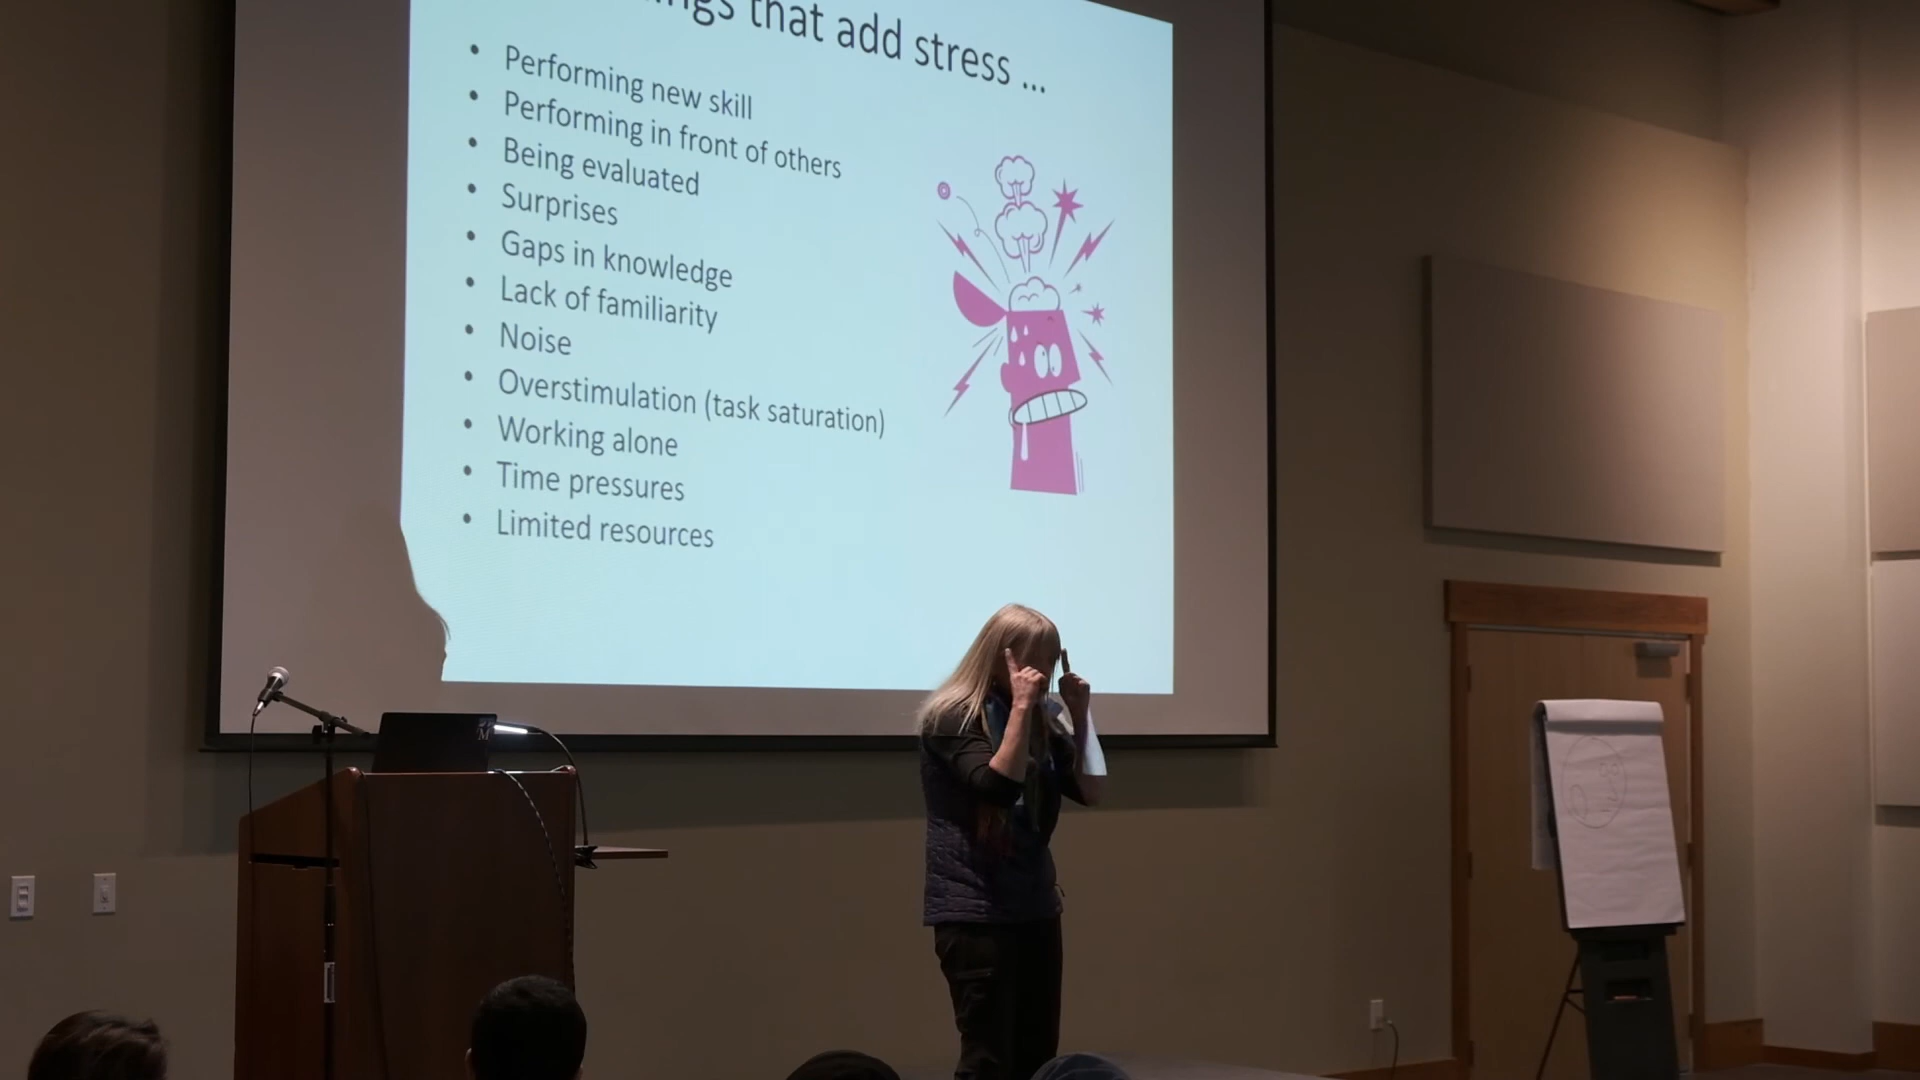 that add stress ...
• Performing new skill
• Performing in front of others
• Being evaluated
• Surprises
• Gaps in knowledge
• Lack of familiarity
• Noise
• Overstimulation (task saturation)
• Working alone
• Time pressures
• Limited resources